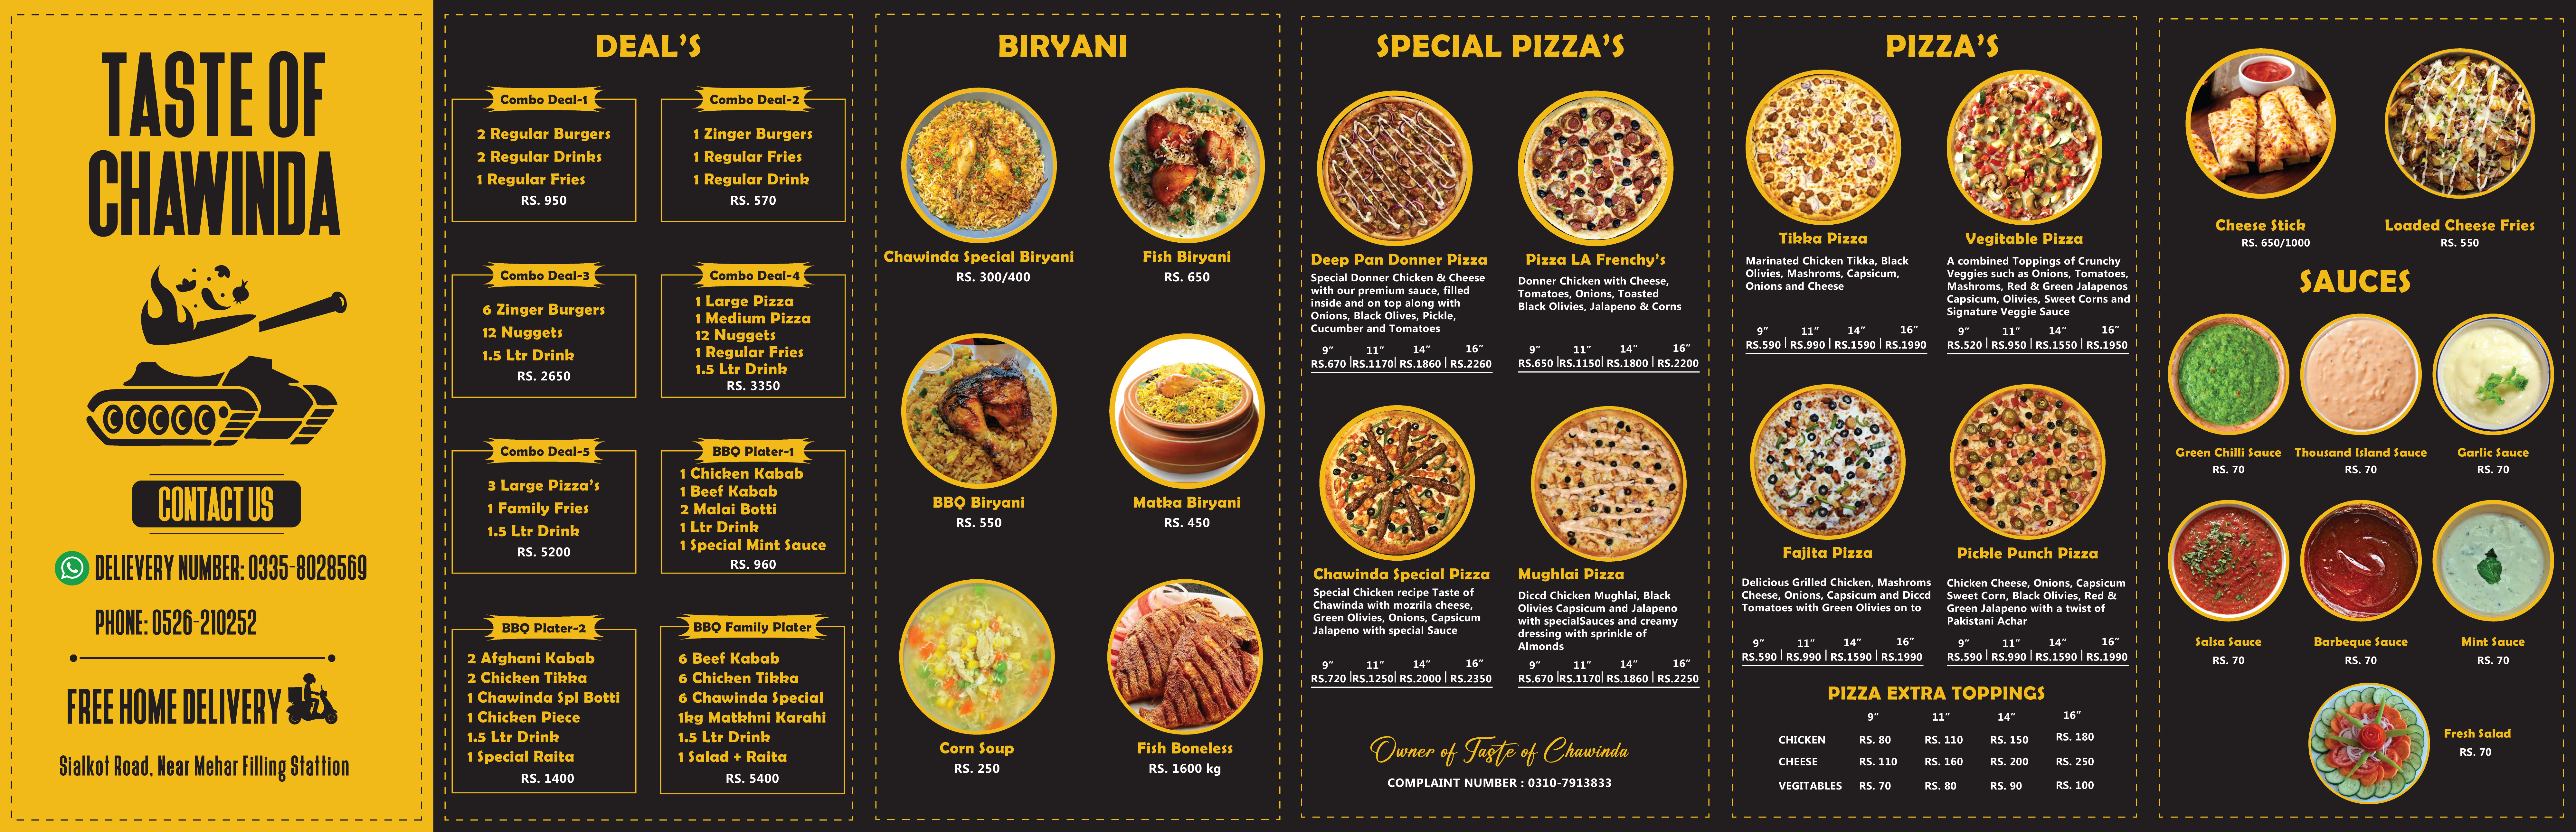 TASTE OF
CHAWINDA
CONTACT US
DELIEVERY NUMBER: 0335-8028569
PHONE: 0526-210252
FREE HOME DELIVERY
Sialkot Road, Near Mehar Filling Stattion
DEAL'S
Combo Deal-1
2 Regular Burgers
2 Regular Drinks
1 Regular Fries
RS. 950
Combo Deal-2
1 Zinger Burgers
1 Regular Fries
1 Regular Drink
RS. 570
Combo Deal-3
6 Zinger Burgers
12 Nuggets
1.5 Ltr Drink
RS. 2650
Combo Deal-4
1 Large Pizza
1 Medium Pizza
12 Nuggets
1 Regular Fries
1.5 Ltr Drink
RS. 3350
Combo Deal-5
3 Large Pizza's
1 Family Fries
1.5 Ltr Drink
RS. 5200
BBQ Plater-1
1 Chicken Kabab
1 Beef Kabab
2 Malai Botti
1 Ltr Drink
1 Special Mint Sauce
RS. 960
BBQ Plater-2
2 Afghani Kabab
2 Chicken Tikka
1 Chawinda Spl Botti
1 Chicken Piece
1.5 Ltr Drink
1 Special Raita
RS. 1400
BBQ Family Plater
6 Beef Kabab
6 Chicken Tikka
6 Chawinda Special
1kg Matkhni Karahi
1.5 Ltr Drink
1 Salad + Raita
RS. 5400
BIRYANI
Chawinda Special Biryani
RS. 300/400
Fish Biryani
RS. 650
BBQ Biryani
RS. 550
Matka Biryani
RS. 450
Corn Soup
RS. 250
Fish Boneless
RS. 1600 kg
SPECIAL PIZZA'S
Deep Pan Donner Pizza
Special Donner Chicken & Cheese
with our premium sauce, filled
inside and on top along with
Onions, Black Olives, Pickle,
Cucumber and Tomatoes
9" 11" 14" 16"
RS.670 | RS.1170 | RS.1860 | RS.2260
Pizza LA Frenchy's
Donner Chicken with Cheese,
Tomatoes, Onions, Toasted
Black Olivies, Jalapeno & Corns
9" 11" 14" 16"
RS.650 | RS.1150 | RS.1800 | RS.2200
Chawinda Special Pizza
Special Chicken recipe Taste of
Chawinda with mozrila cheese,
Green Olivies, Onions, Capsicum
Jalapeno with special Sauce
9" 11" 14" 16"
RS.720 | RS.1250 | RS.2000 | RS.2350
Mughlai Pizza
Diccd Chicken Mughlai, Black
Olivies Capsicum and Jalapeno
with specialSauces and creamy
dressing with sprinkle of
Almonds
9" 11" 14" 16"
RS.670 | RS.1170 | RS.1860 | RS.2250
Owner of Taste of Chawinda
COMPLAINT NUMBER : 0310-7913833
PIZZA'S
Tikka Pizza
Marinated Chicken Tikka, Black
Olivies, Mashroms, Capsicum,
Onions and Cheese
9" 11" 14" 16"
RS.590 | RS.990 | RS.1590 | RS.1990
Vegitable Pizza
A combined Toppings of Crunchy
Veggies such as Onions, Tomatoes,
Mashroms, Red & Green Jalapenos
Capsicum, Olivies, Sweet Corns and
Signature Veggie Sauce
9" 11" 14" 16"
RS.520 | RS.950 | RS.1550 | RS.1950
Fajita Pizza
Delicious Grilled Chicken, Mashroms
Cheese, Onions, Capsicum and Diccd
Tomatoes with Green Olivies on to
9" 11" 14" 16"
RS.590 | RS.990 | RS.1590 | RS.1990
Pickle Punch Pizza
Chicken Cheese, Onions, Capsicum
Sweet Corn, Black Olivies, Red &
Green Jalapeno with a twist of
Pakistani Achar
9" 11" 14" 16"
RS.590 | RS.990 | RS.1590 | RS.1990
PIZZA EXTRA TOPPINGS
9" 11" 14" 16"
CHICKEN RS. 80 RS. 110 RS. 150 RS. 180
CHEESE RS. 110 RS. 160 RS. 200 RS. 250
VEGITABLES RS. 70 RS. 80 RS. 90 RS. 100
Cheese Stick
RS. 650/1000
Loaded Cheese Fries
RS. 550
SAUCES
Green Chilli Sauce
RS. 70
Thousand Island Sauce
RS. 70
Garlic Sauce
RS. 70
Salsa Sauce
RS. 70
Barbeque Sauce
RS. 70
Mint Sauce
RS. 70
Fresh Salad
RS. 70